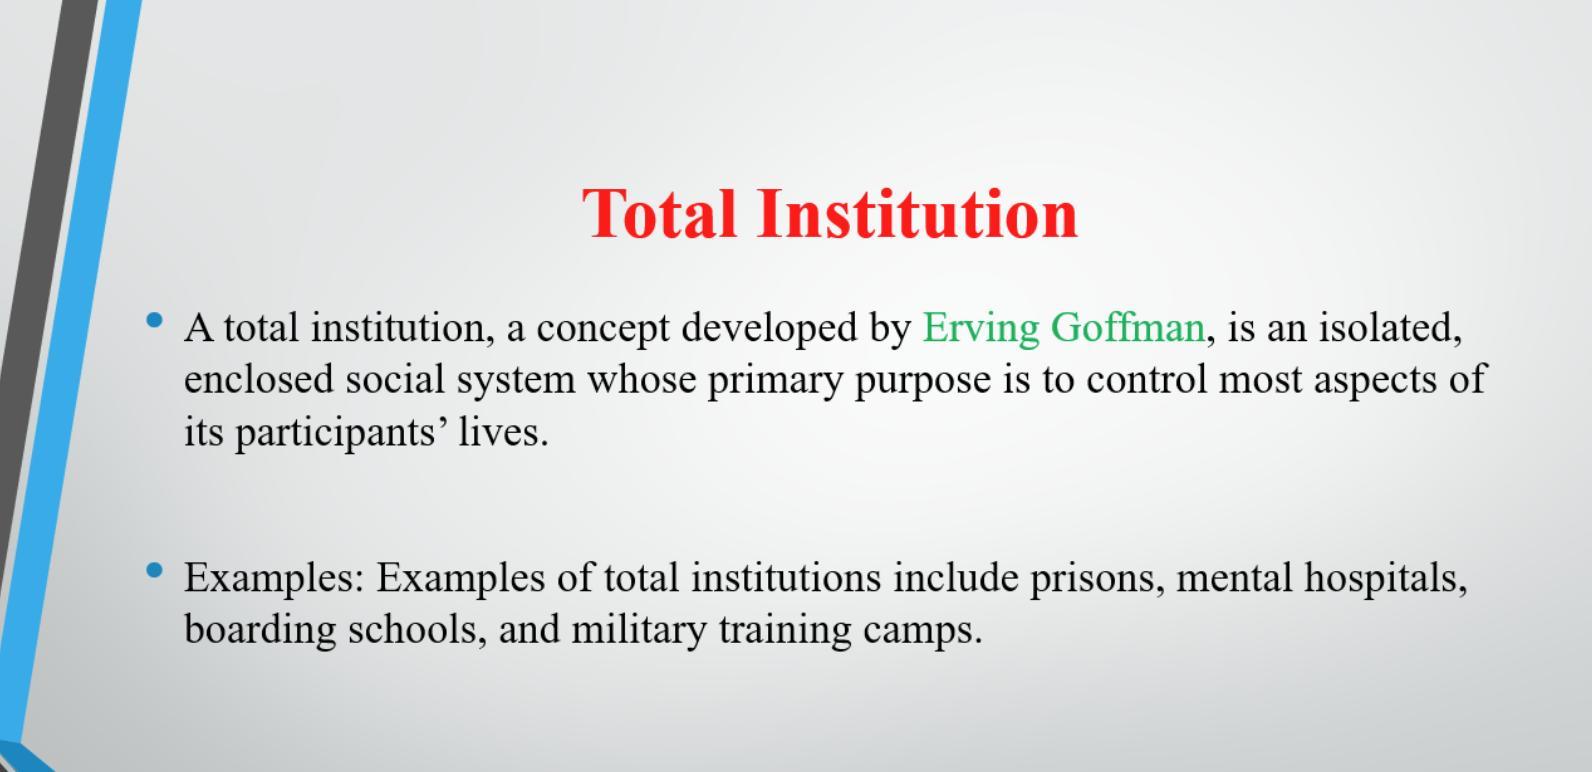 Total Institution
A total institution, a concept developed by Erving Goffman, is an isolated,
enclosed social system whose primary purpose is to control most aspects of
its participants’ lives.
Examples: Examples of total institutions include prisons, mental hospitals,
boarding schools, and military training camps.